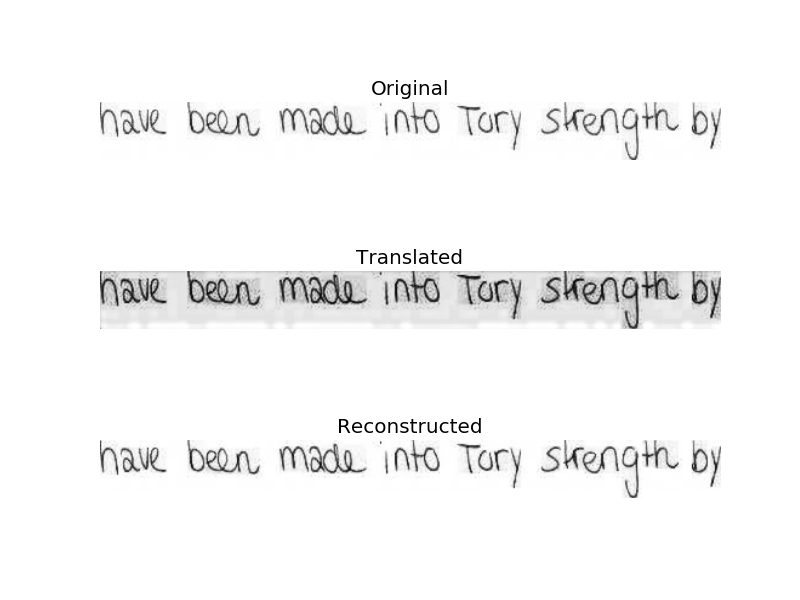 Original
have been made into Tory strength by
Translated
have been made into Tory strength by
Reconstructed
have been made into Tory strength by